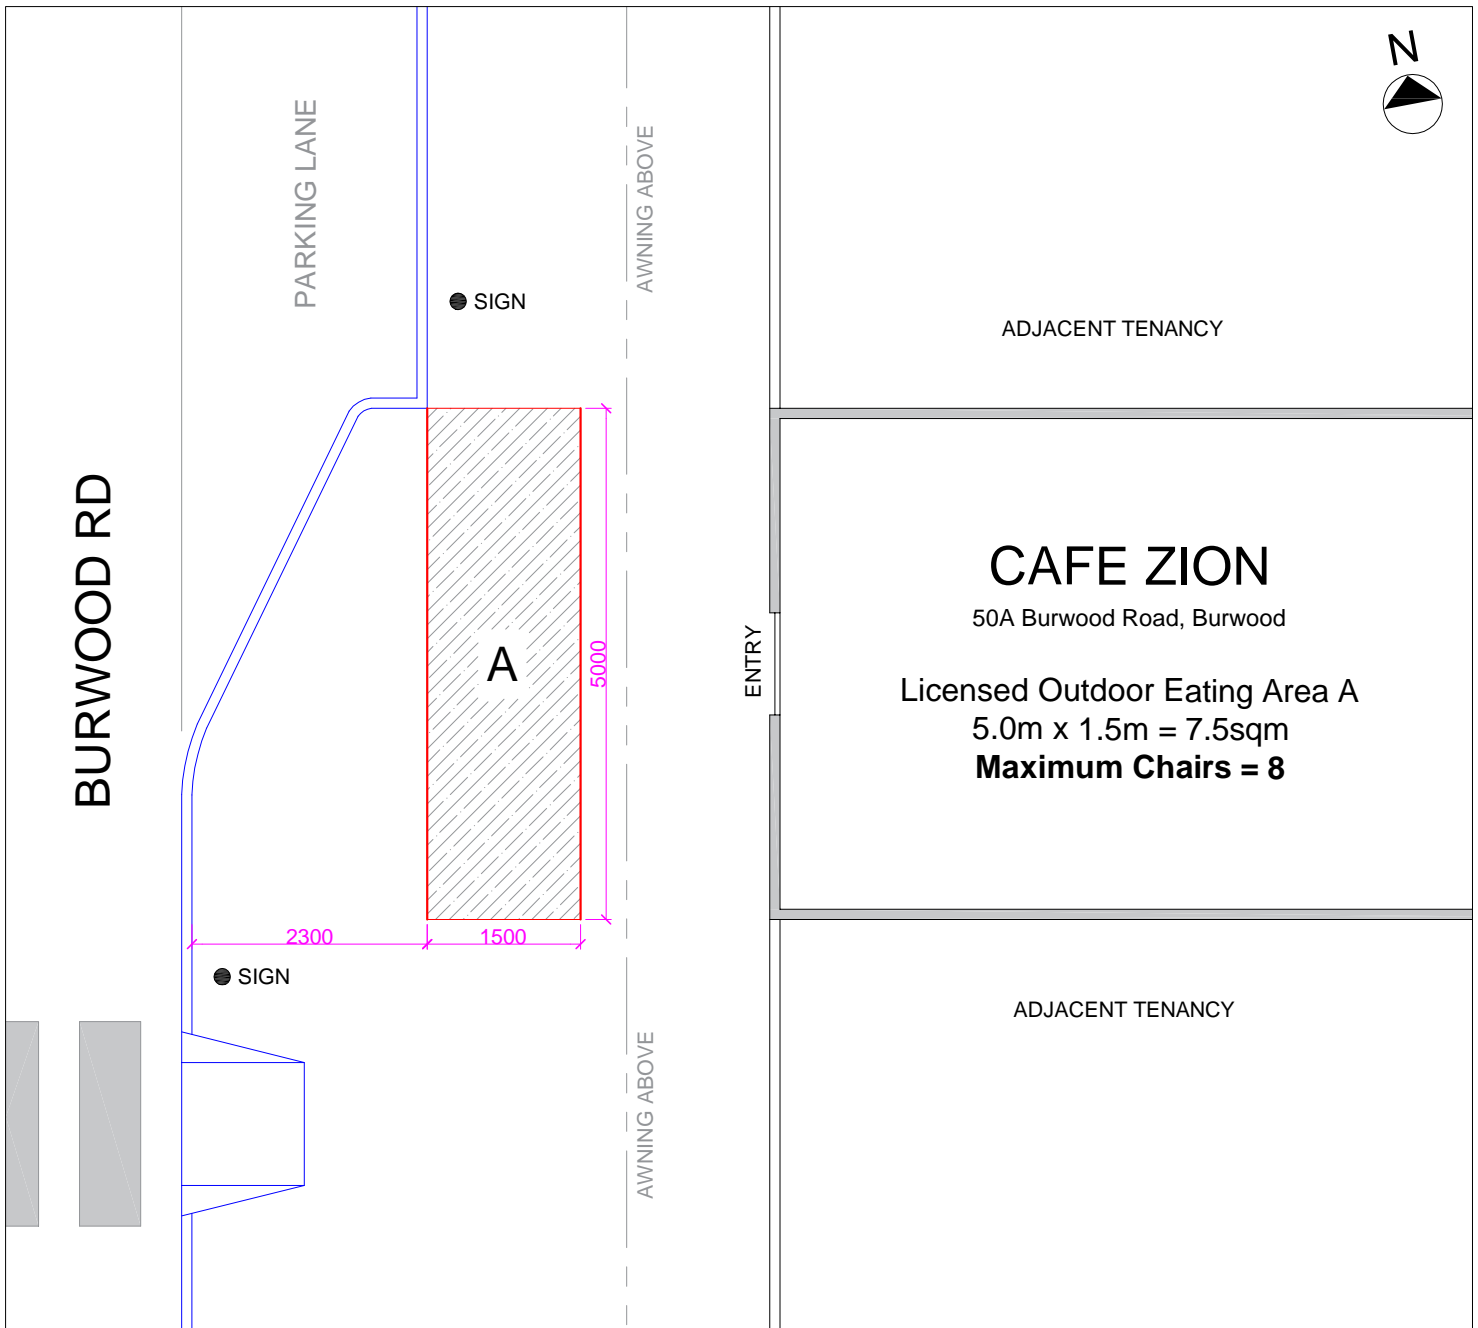 N
PARKING LANE
AWNING ABOVE
SIGN
ADJACENT TENANCY
BURWOOD RD
A
5000
ENTRY
CAFE ZION
50A Burwood Road, Burwood
Licensed Outdoor Eating Area A
5.0m x 1.5m = 7.5sqm
Maximum Chairs = 8
2300
1500
SIGN
ADJACENT TENANCY
AWNING ABOVE